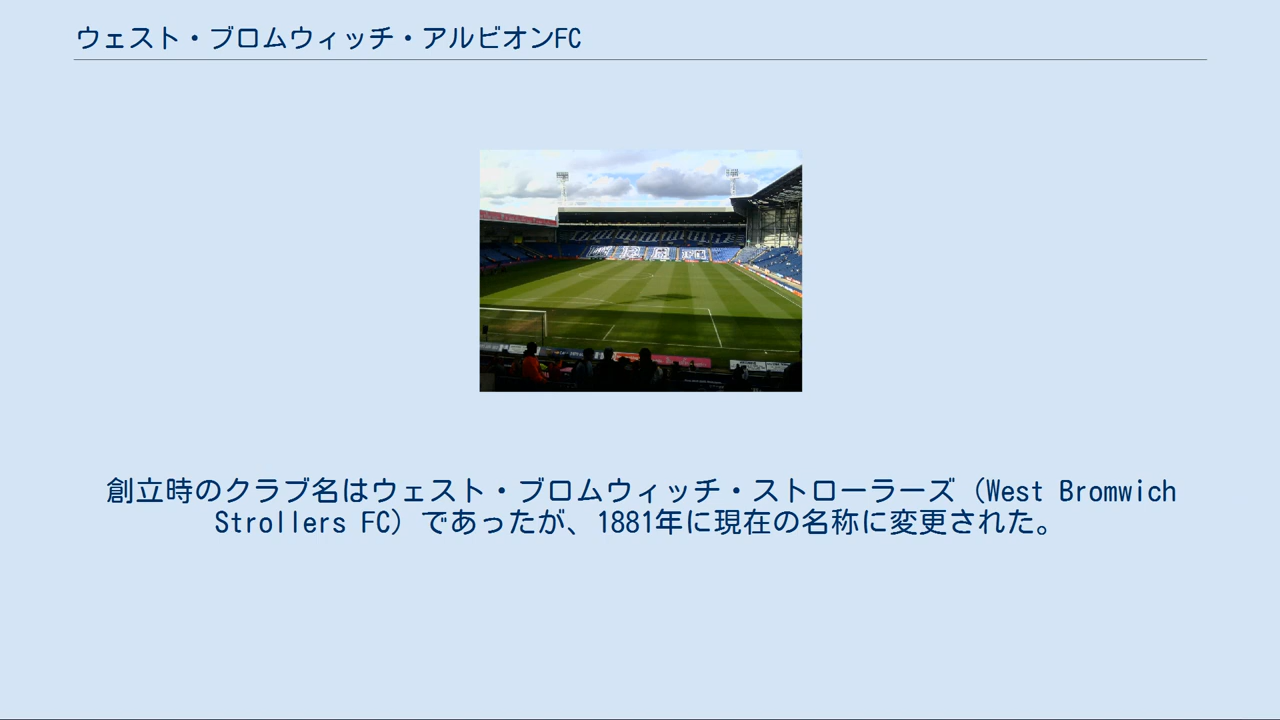 ウェスト・ブロムウィッチ・アルビオンFC
創立時のクラブ名はウェスト・ブロムウィッチ・ストローラーズ（West Bromwich
Strollers FC）であったが、1881年に現在の名称に変更された。